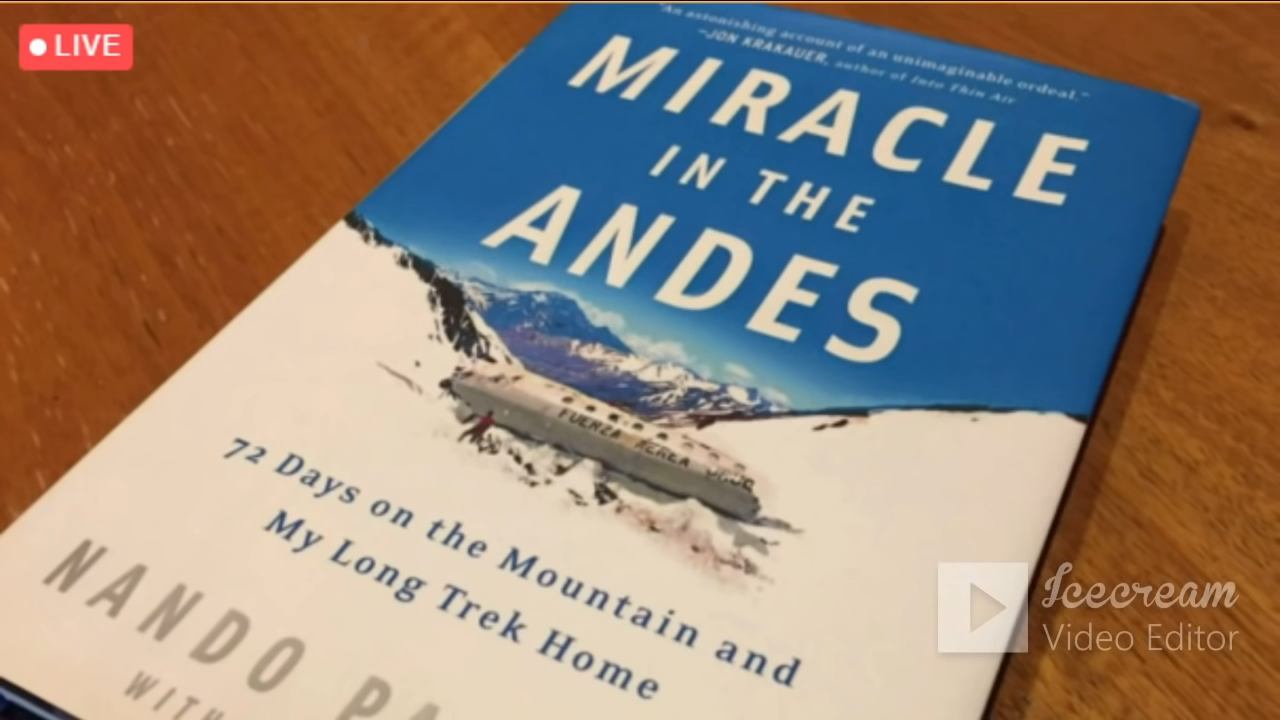 LIVE
"An astonishing account of an unimaginable ordeal."
—JON KRAKAUER, author of Into Thin Air
MIRACLE
IN THE
ANDES
FUERZA AEREA
72 Days on the Mountain and
My Long Trek Home
NANDO PA
WITH
Icecream
Video Editor